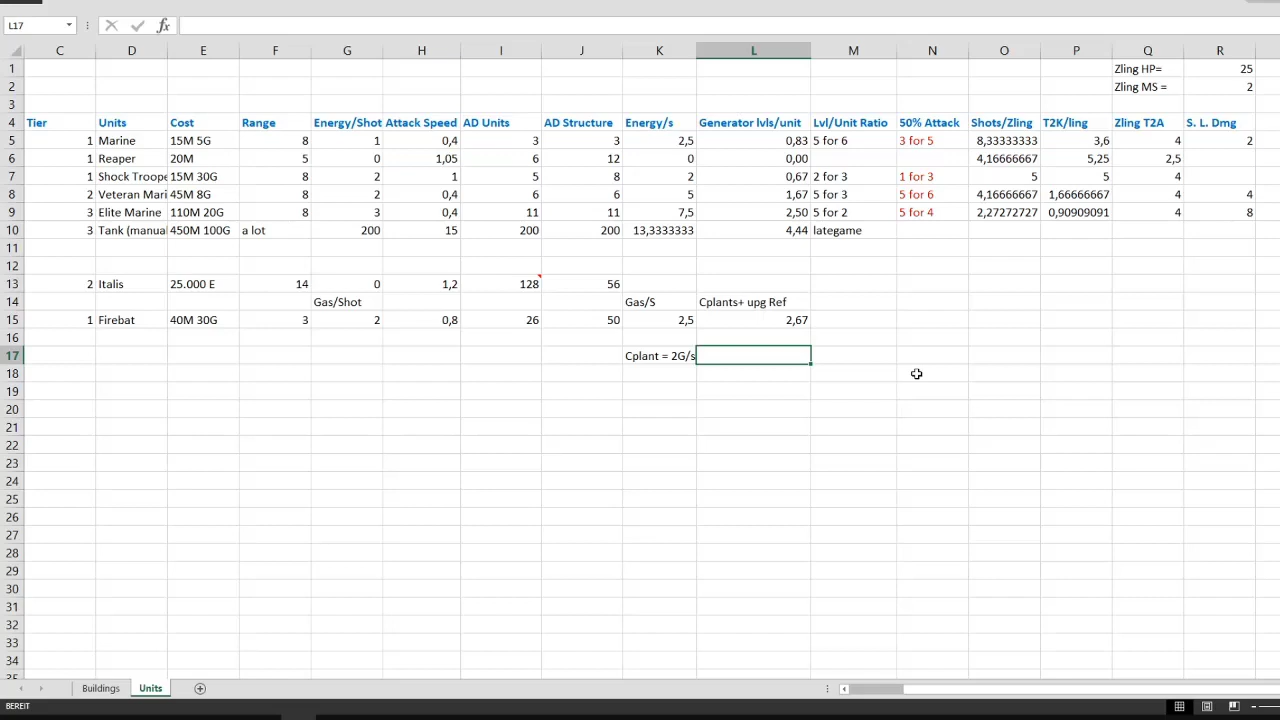 L17
fx
C D E F G H I J K L M N O P Q R
1 Zling HP= 25
2 Zling MS = 2
3
4 Tier Units Cost Range Energy/Shot Attack Speed AD Units AD Structure Energy/s Generator lvls/unit Lvl/Unit Ratio 50% Attack Shots/Zling T2K/ling Zling T2A S. L. Dmg
5 1 Marine 15M 5G 8 1 0,4 3 3 2,5 0,83 5 for 6 3 for 5 8,33333333 3,6 4 2
6 1 Reaper 20M 5 0 1,05 6 12 0 0,00 4,16666667 5,25 2,5
7 1 Shock Troope 15M 30G 8 2 1 5 8 2 0,67 2 for 3 1 for 3 5 5 4
8 2 Veteran Mari 45M 8G 8 2 0,4 6 6 5 1,67 5 for 3 5 for 6 4,16666667 1,66666667 4 4
9 3 Elite Marine 110M 20G 8 3 0,4 11 11 7,5 2,50 5 for 2 5 for 4 2,27272727 0,90909091 4 8
10 3 Tank (manua 450M 100G a lot 200 15 200 200 13,3333333 4,44 lategame
11
12
13 2 Italis 25.000 E 14 0 1,2 128 56
14 Gas/Shot Gas/S Cplants+ upg Ref
15 1 Firebat 40M 30G 3 2 0,8 26 50 2,5 2,67
16
17 Cplant = 2G/s
18
19
20
21
22
23
24
25
26
27
28
29
30
31
32
33
34
35
Buildings Units
BEREIT